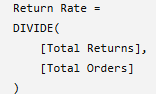 Return Rate =
DIVIDE(
    [Total Returns],
    [Total Orders]
)